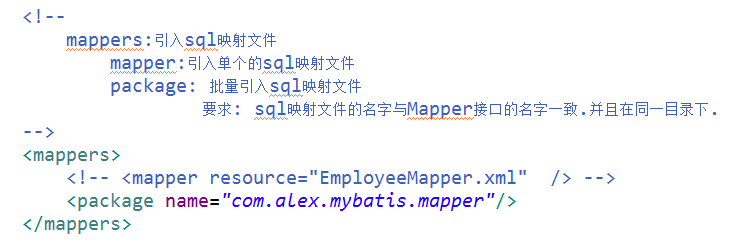 <!--
mappers:引入sql映射文件
mapper:引入单个的sql映射文件
package: 批量引入sql映射文件
要求: sql映射文件的名字与Mapper接口的名字一致.并且在同一目录下.
-->
<mappers>
<!-- <mapper resource="EmployeeMapper.xml"  /> -->
<package name="com.alex.mybatis.mapper"/>
</mappers>